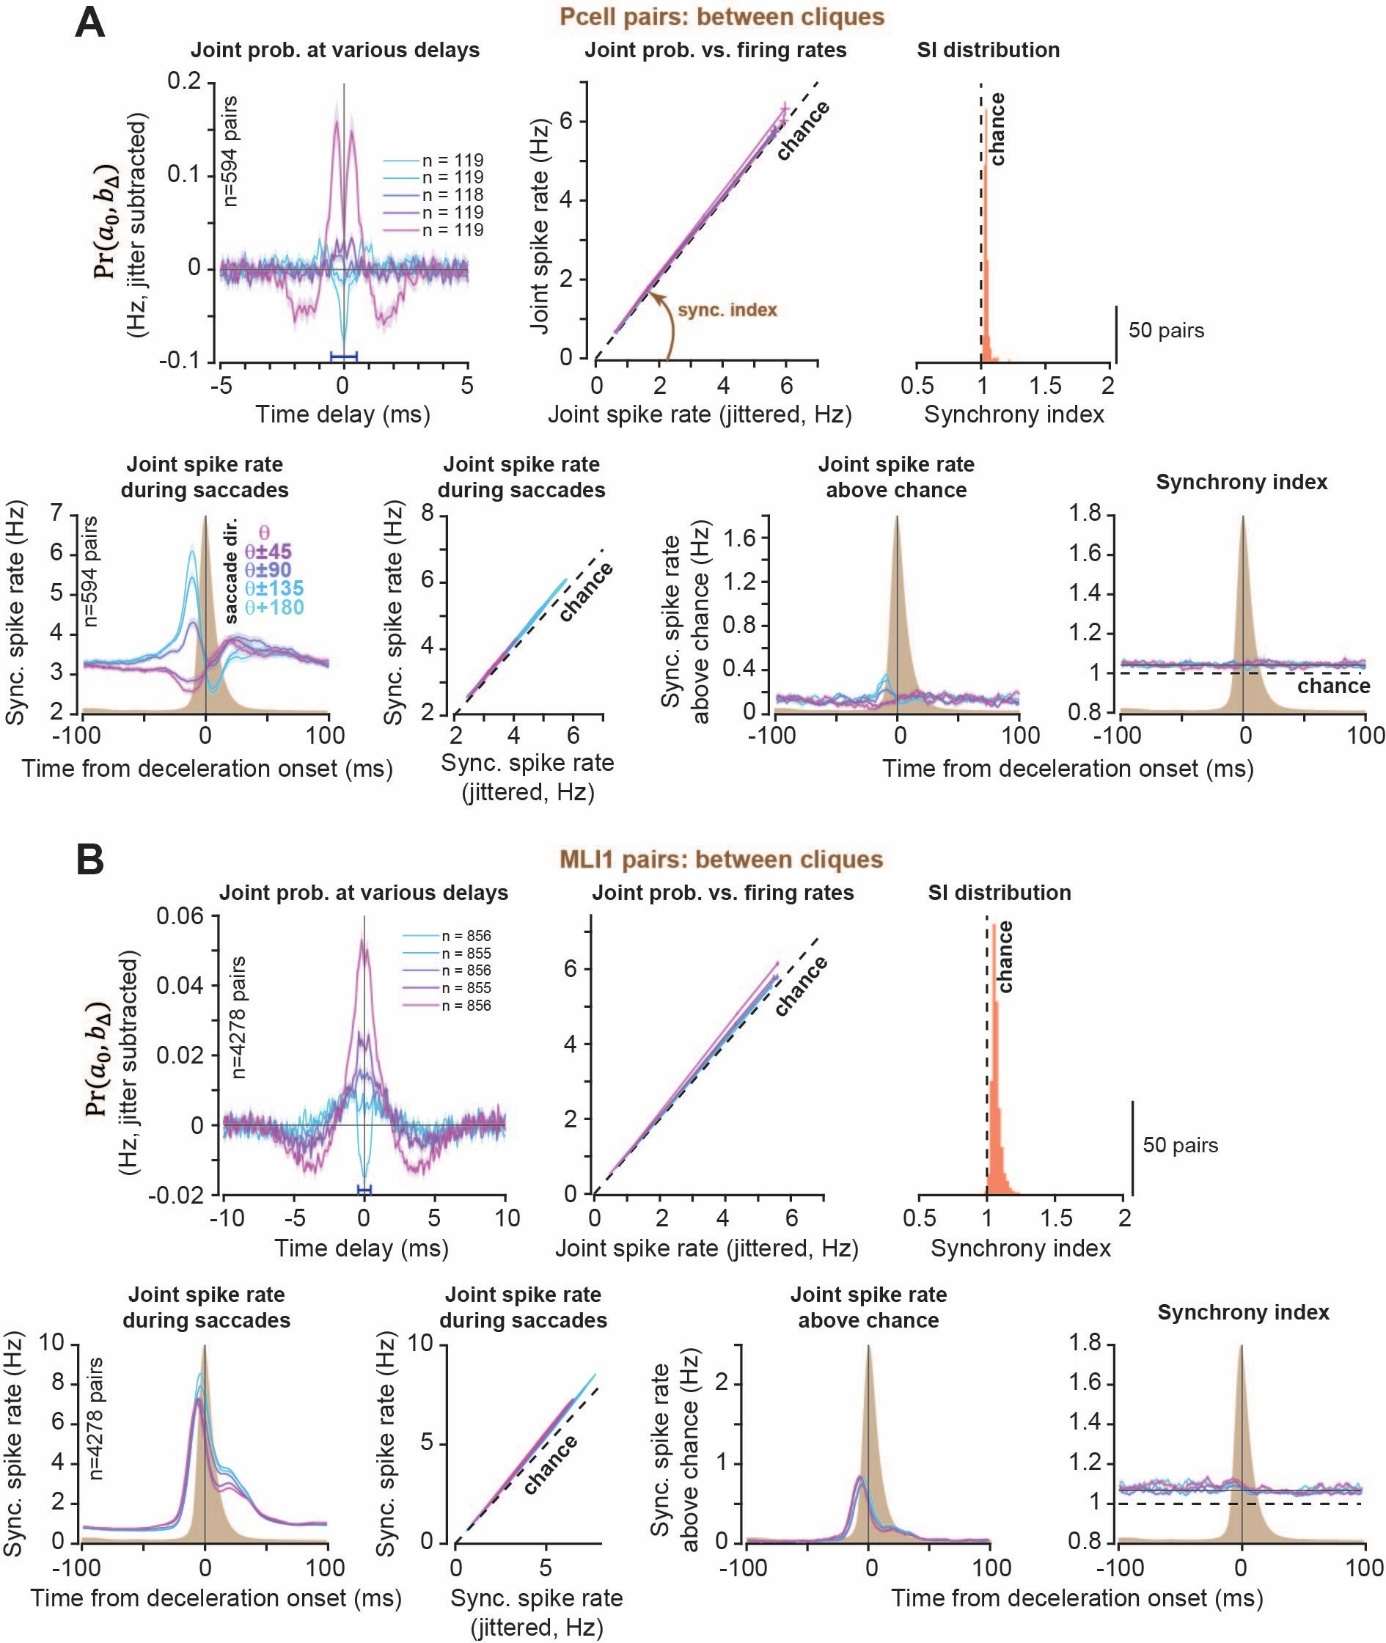 A
Pcell pairs: between cliques
Joint prob. at various delays
Pr(a₀, b_Δ)
(Hz, jitter subtracted)
0.2
0.1
0
-0.1
n=594 pairs
n = 119
n = 119
n = 118
n = 119
n = 119
-5
0
5
Time delay (ms)
Joint prob. vs. firing rates
Joint spike rate (Hz)
6
4
2
0
chance
sync. index
0
2
4
6
Joint spike rate (jittered, Hz)
SI distribution
chance
50 pairs
0.5
1
1.5
2
Synchrony index
Joint spike rate
during saccades
Sync. spike rate (Hz)
7
6
5
4
3
2
n=594 pairs
saccade dir.
θ
θ±45
θ±90
θ±135
θ+180
-100
0
100
Time from deceleration onset (ms)
Joint spike rate
during saccades
Sync. spike rate (Hz)
8
6
4
2
chance
2
4
6
Sync. spike rate
(jittered, Hz)
Joint spike rate
above chance
Sync. spike rate
above chance (Hz)
1.6
1.2
0.8
0.4
0
-100
0
100
Synchrony index
1.8
1.6
1.4
1.2
1
0.8
chance
-100
0
100
Time from deceleration onset (ms)
B
MLI1 pairs: between cliques
Joint prob. at various delays
Pr(a₀, b_Δ)
(Hz, jitter subtracted)
0.06
0.04
0.02
0
-0.02
n=4278 pairs
n = 856
n = 855
n = 856
n = 855
n = 856
-10
-5
0
5
10
Time delay (ms)
Joint prob. vs. firing rates
Joint spike rate (Hz)
6
4
2
0
chance
0
2
4
6
Joint spike rate (jittered, Hz)
SI distribution
chance
50 pairs
0.5
1
1.5
2
Synchrony index
Joint spike rate
during saccades
Sync. spike rate (Hz)
10
8
6
4
2
0
n=4278 pairs
-100
0
100
Time from deceleration onset (ms)
Joint spike rate
during saccades
Sync. spike rate (Hz)
10
5
0
chance
0
5
Sync. spike rate
(jittered, Hz)
Joint spike rate
above chance
Sync. spike rate
above chance (Hz)
2
1
0
-100
0
100
Synchrony index
1.8
1.6
1.4
1.2
1
0.8
-100
0
100
Time from deceleration onset (ms)